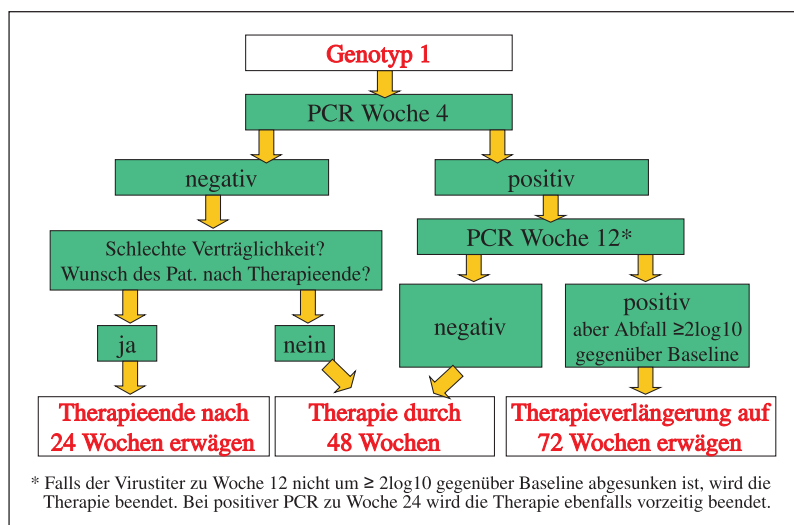 Genotyp 1
PCR Woche 4
negativ
positiv
Schlechte Verträglichkeit?
Wunsch des Pat. nach Therapieende?
PCR Woche 12*
ja
nein
negativ
positiv
aber Abfall ≥2log10
gegenüber Baseline
Therapieende nach
24 Wochen erwägen
Therapie durch
48 Wochen
Therapieverlängerung auf
72 Wochen erwägen
* Falls der Virustiter zu Woche 12 nicht um ≥ 2log10 gegenüber Baseline abgesunken ist, wird die
Therapie beendet. Bei positiver PCR zu Woche 24 wird die Therapie ebenfalls vorzeitig beendet.